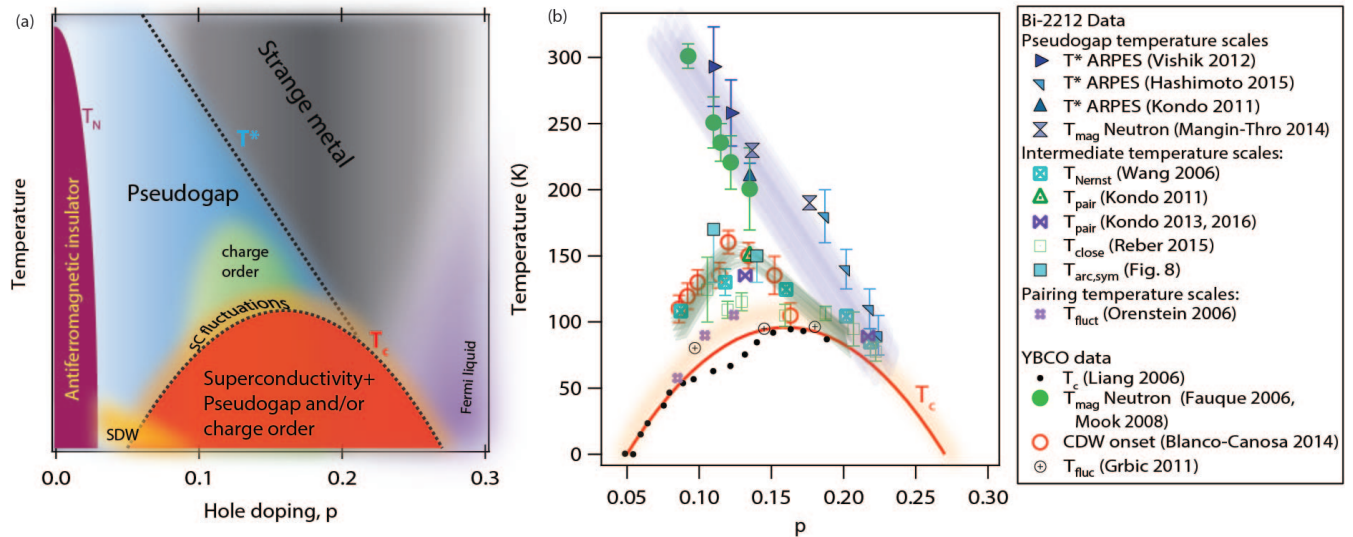 (a)
Temperature
Antiferromagnetic insulator
T_N
Pseudogap
T*
Strange metal
charge
order
SC fluctuations
T_c
Superconductivity+
Pseudogap and/or
charge order
SDW
Fermi liquid
0.0
0.1
0.2
0.3
Hole doping, p
(b)
Temperature (K)
300
250
200
150
100
50
0
T_c
0.05
0.10
0.15
0.20
0.25
0.30
p
Bi-2212 Data
Pseudogap temperature scales
T* ARPES (Vishik 2012)
T* ARPES (Hashimoto 2015)
T* ARPES (Kondo 2011)
T_mag Neutron (Mangin-Thro 2014)
Intermediate temperature scales:
T_Nernst (Wang 2006)
T_pair (Kondo 2011)
T_pair (Kondo 2013, 2016)
T_close (Reber 2015)
T_arc,sym (Fig. 8)
Pairing temperature scales:
T_fluct (Orenstein 2006)
YBCO data
T_c (Liang 2006)
T_mag Neutron (Fauque 2006,
Mook 2008)
CDW onset (Blanco-Canosa 2014)
T_fluc (Grbic 2011)